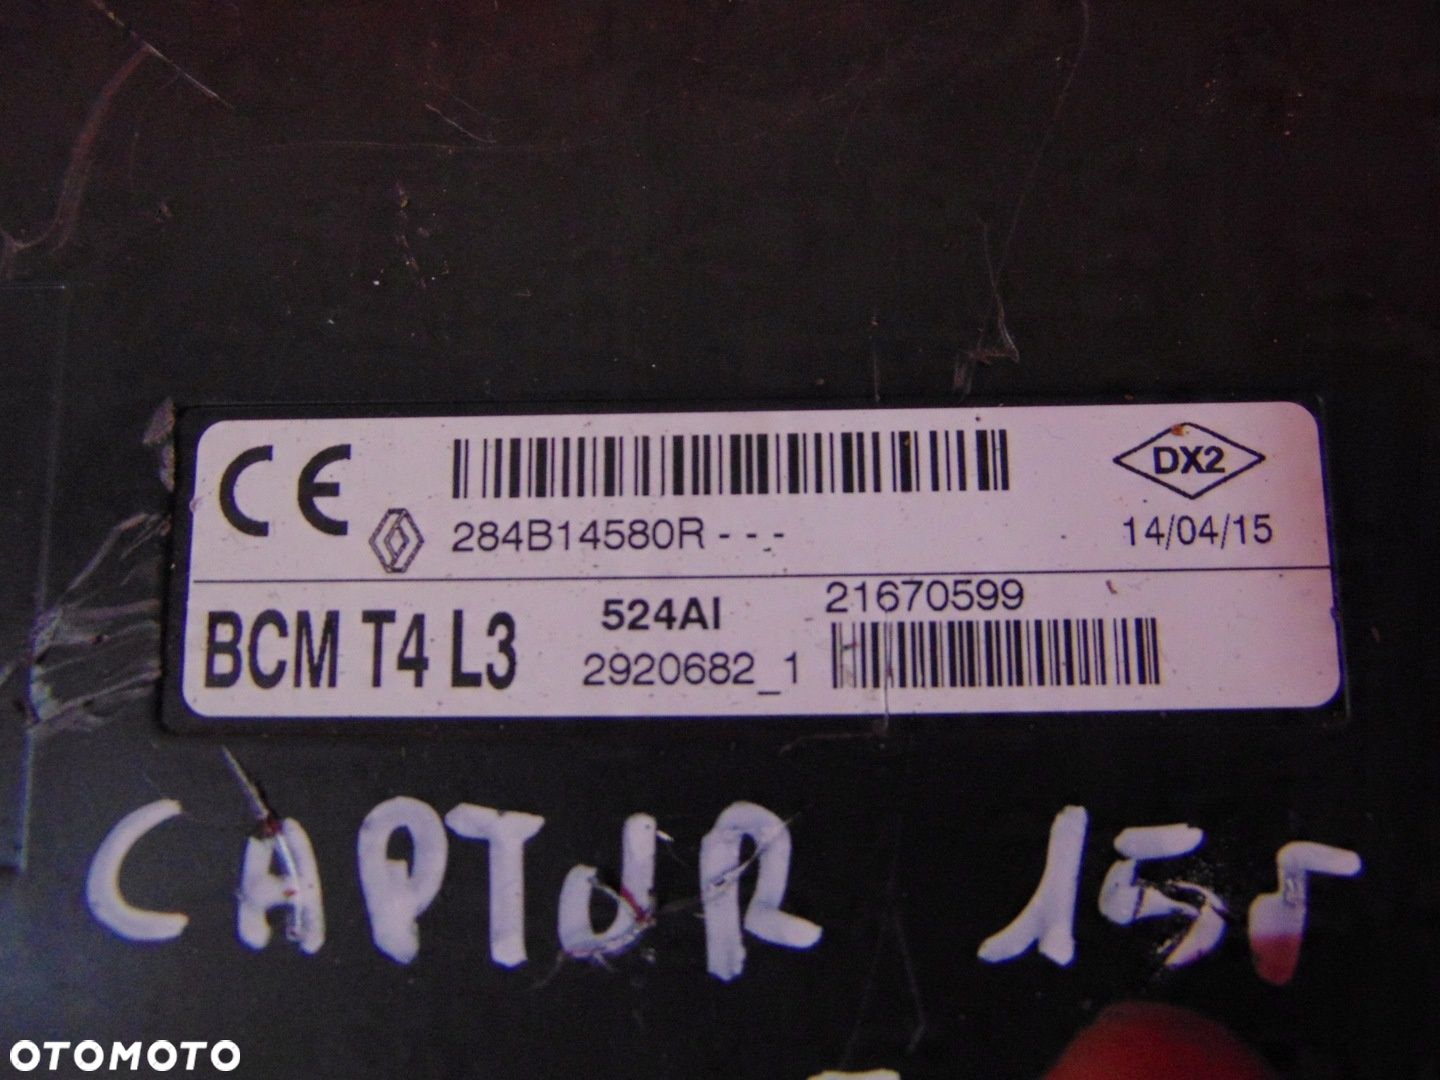 CE
284B14580R - - -
DX2
14/04/15
BCM T4 L3
524AI
2920682_1
21670599
CAPTUR 15r
OTOMOTO